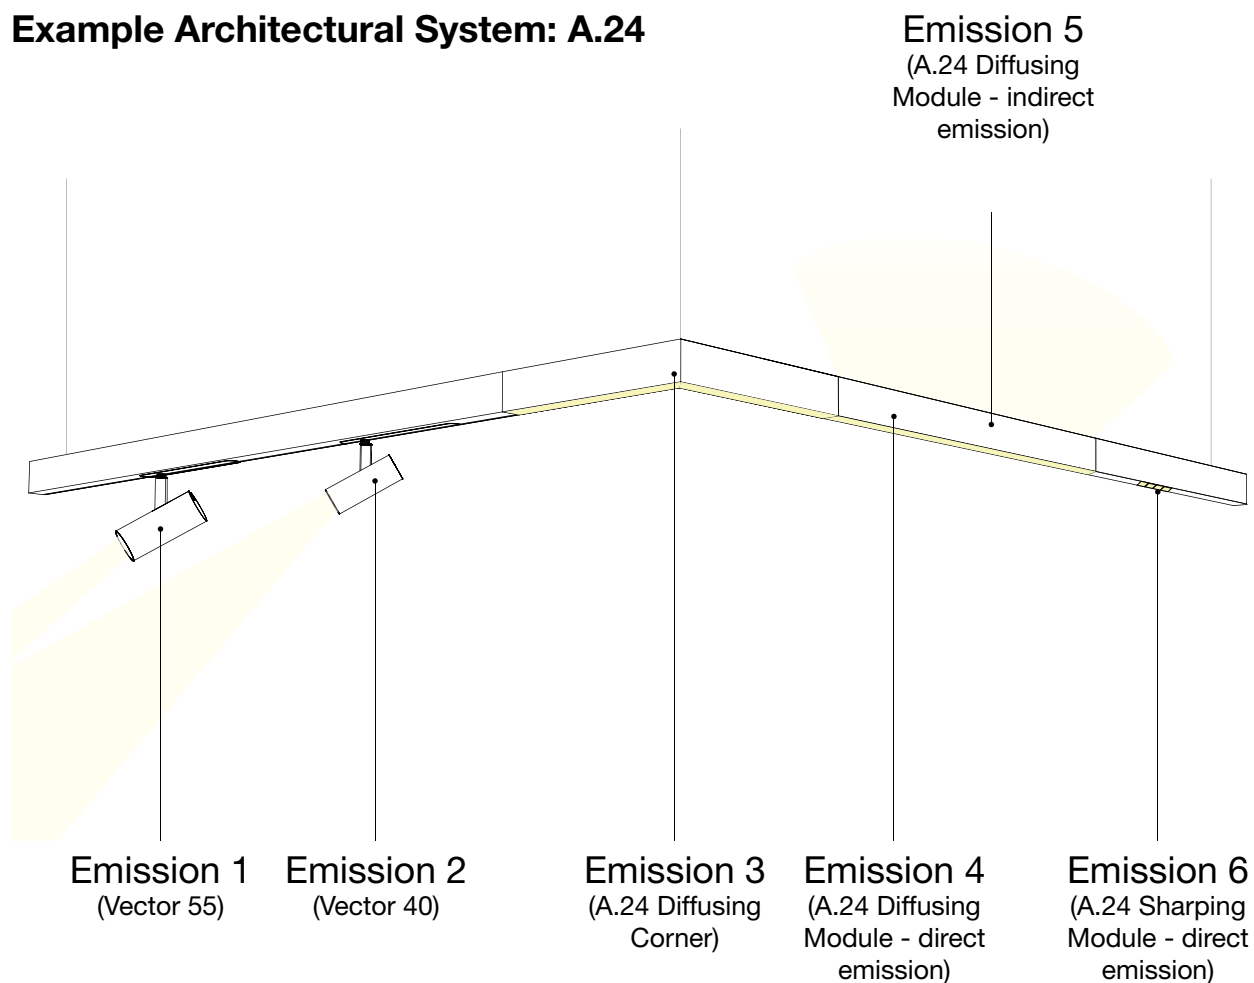 Example Architectural System: A.24
Emission 5
(A.24 Diffusing
Module - indirect
emission)
Emission 1
(Vector 55)
Emission 2
(Vector 40)
Emission 3
(A.24 Diffusing
Corner)
Emission 4
(A.24 Diffusing
Module - direct
emission)
Emission 6
(A.24 Sharping
Module - direct
emission)